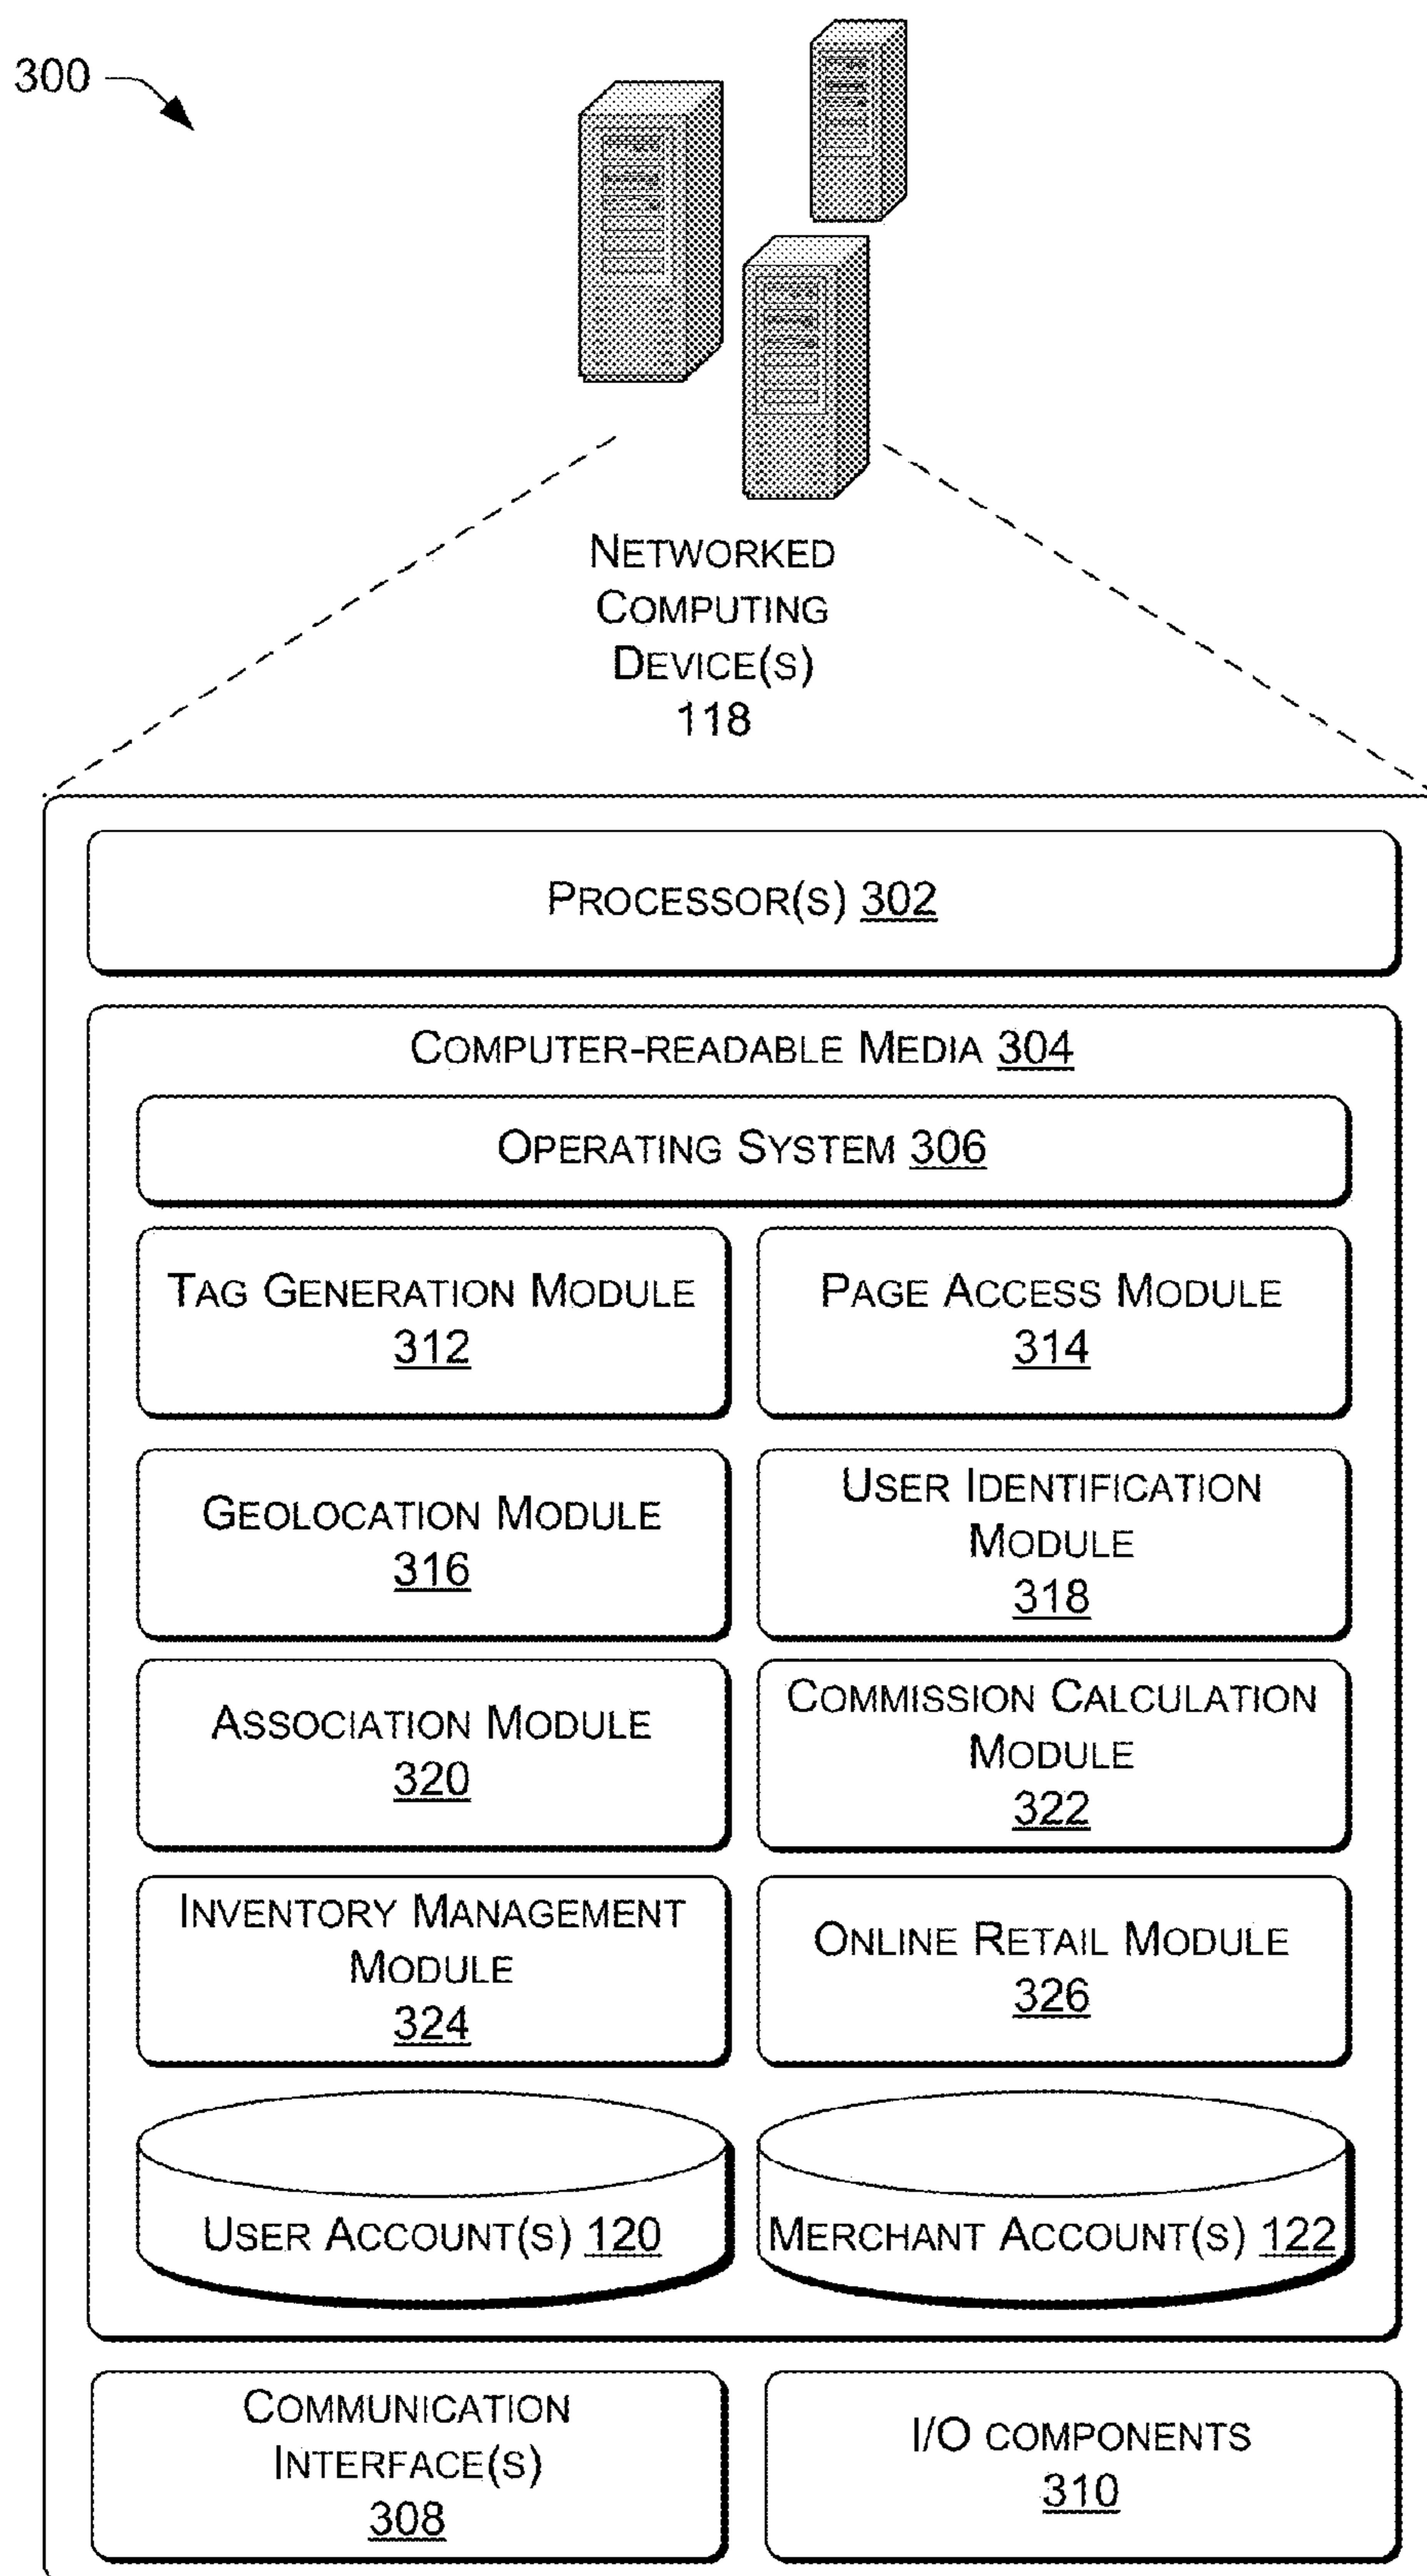 300
NETWORKED
COMPUTING
DEVICE(S)
118
PROCESSOR(S) 302
COMPUTER-READABLE MEDIA 304
OPERATING SYSTEM 306
TAG GENERATION MODULE
312
PAGE ACCESS MODULE
314
GEOLOCATION MODULE
316
USER IDENTIFICATION
MODULE
318
ASSOCIATION MODULE
320
COMMISSION CALCULATION
MODULE
322
INVENTORY MANAGEMENT
MODULE
324
ONLINE RETAIL MODULE
326
USER ACCOUNT(S) 120
MERCHANT ACCOUNT(S) 122
COMMUNICATION
INTERFACE(S)
308
I/O COMPONENTS
310